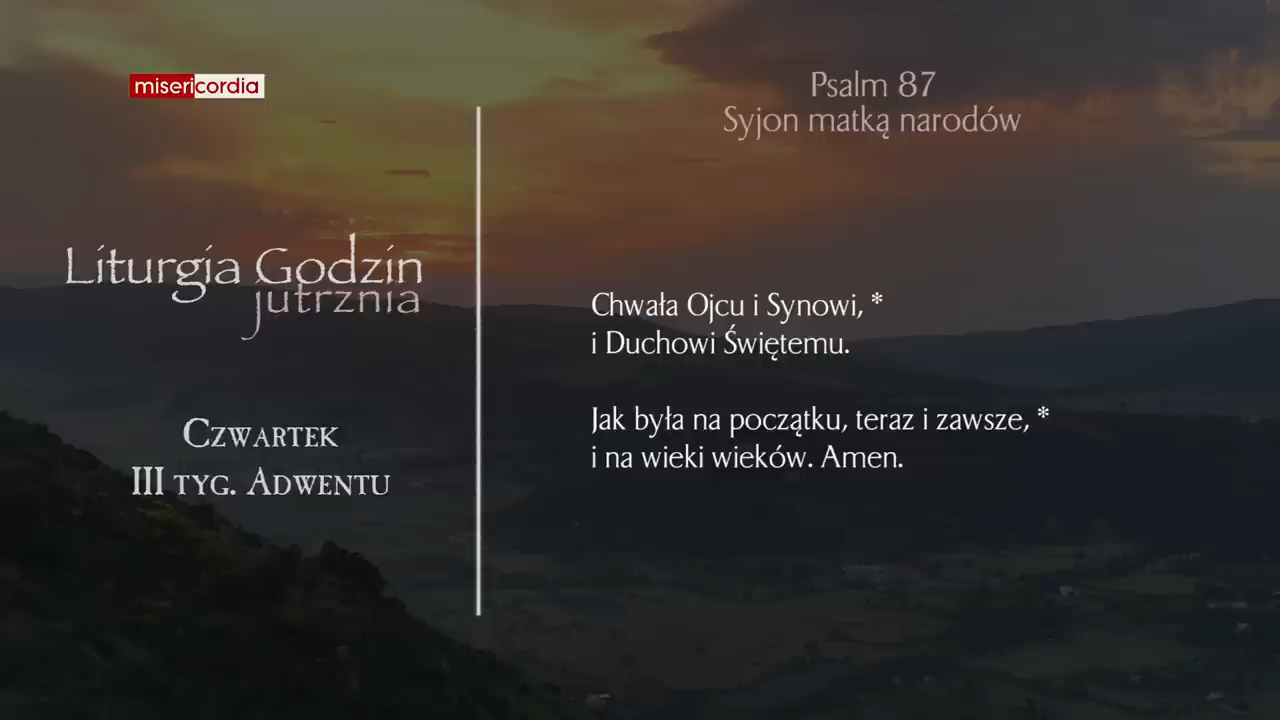 misericordia
Liturgia Godzin
jutrznia
Czwartek
III tyg. Adwentu
Psalm 87
Syjon matką narodów
Chwała Ojcu i Synowi, *
i Duchowi Świętemu.
Jak była na początku, teraz i zawsze, *
i na wieki wieków. Amen.